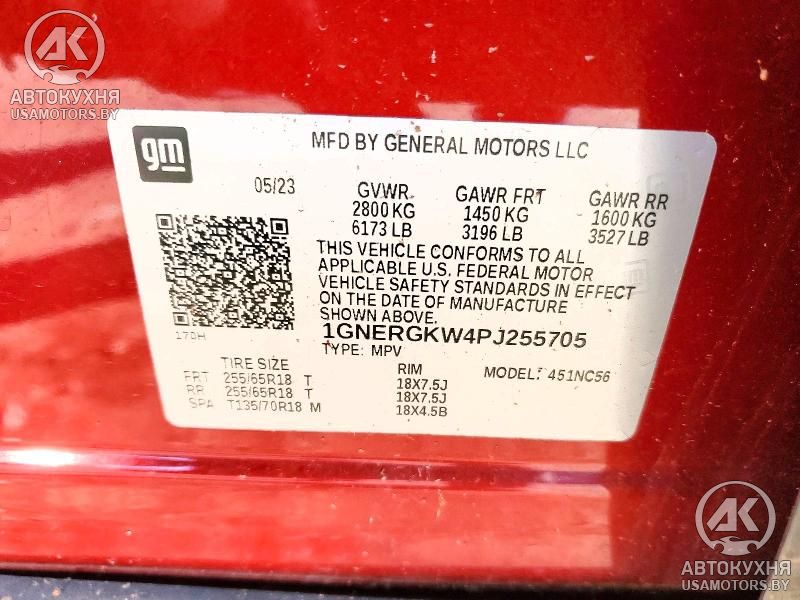 AK
АВТОКУХНЯ
USAMOTORS.BY
gm
MFD BY GENERAL MOTORS LLC
05/23
GVWR GAWR FRT GAWR RR
2800 KG 1450 KG 1600 KG
6173 LB 3196 LB 3527 LB
THIS VEHICLE CONFORMS TO ALL
APPLICABLE U.S. FEDERAL MOTOR
VEHICLE SAFETY STANDARDS IN EFFECT
ON THE DATE OF MANUFACTURE
SHOWN ABOVE.
170H
1GNERGKW4PJ255705
TYPE: MPV
TIRE SIZE RIM MODEL: 451NC56
FRT 255/65R18 T 18X7.5J
RR 255/65R18 T 18X7.5J
SPA T135/70R18 M 18X4.5B
AK
АВТОКУХНЯ
USAMOTORS.BY